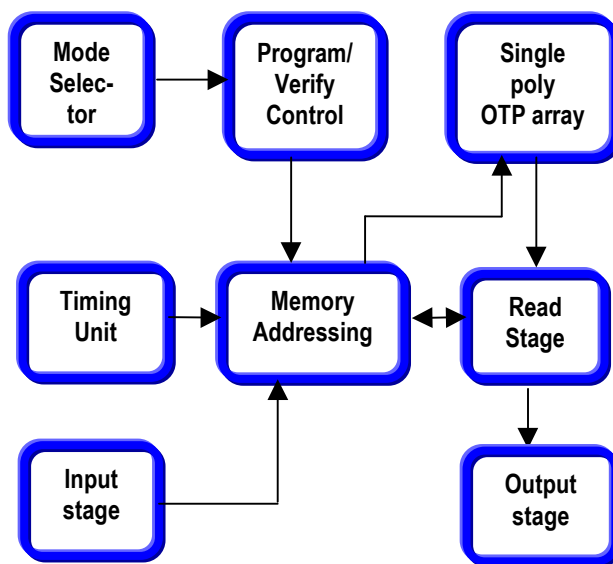 Mode
Selec-
tor
Program/
Verify
Control
Single
poly
OTP array
Timing
Unit
Memory
Addressing
Read
Stage
Input
stage
Output
stage